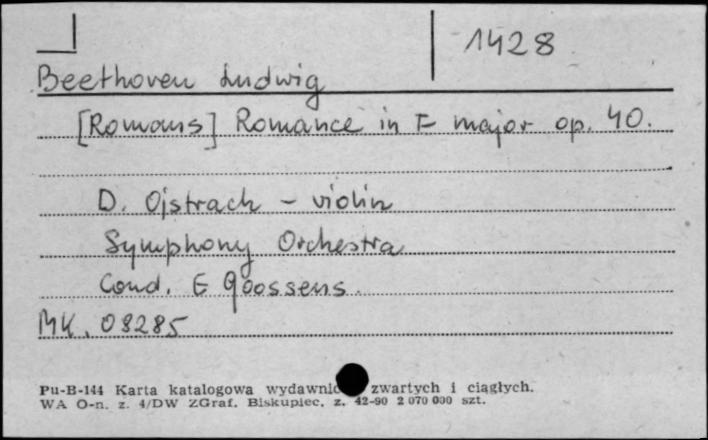 1428
Beethoven Ludwig
[Romans] Romance in F major op. 40.
D. Ojstrach - violin
Symphony Orchestra
Cond. E Goossens.
MK. 08285
Pu-B-144 Karta katalogowa wydawnic zwartych i ciągłych.
WA O-n. z. 4/DW ZGraf. Biskupiec. z. 42-90 2 070 000 szt.